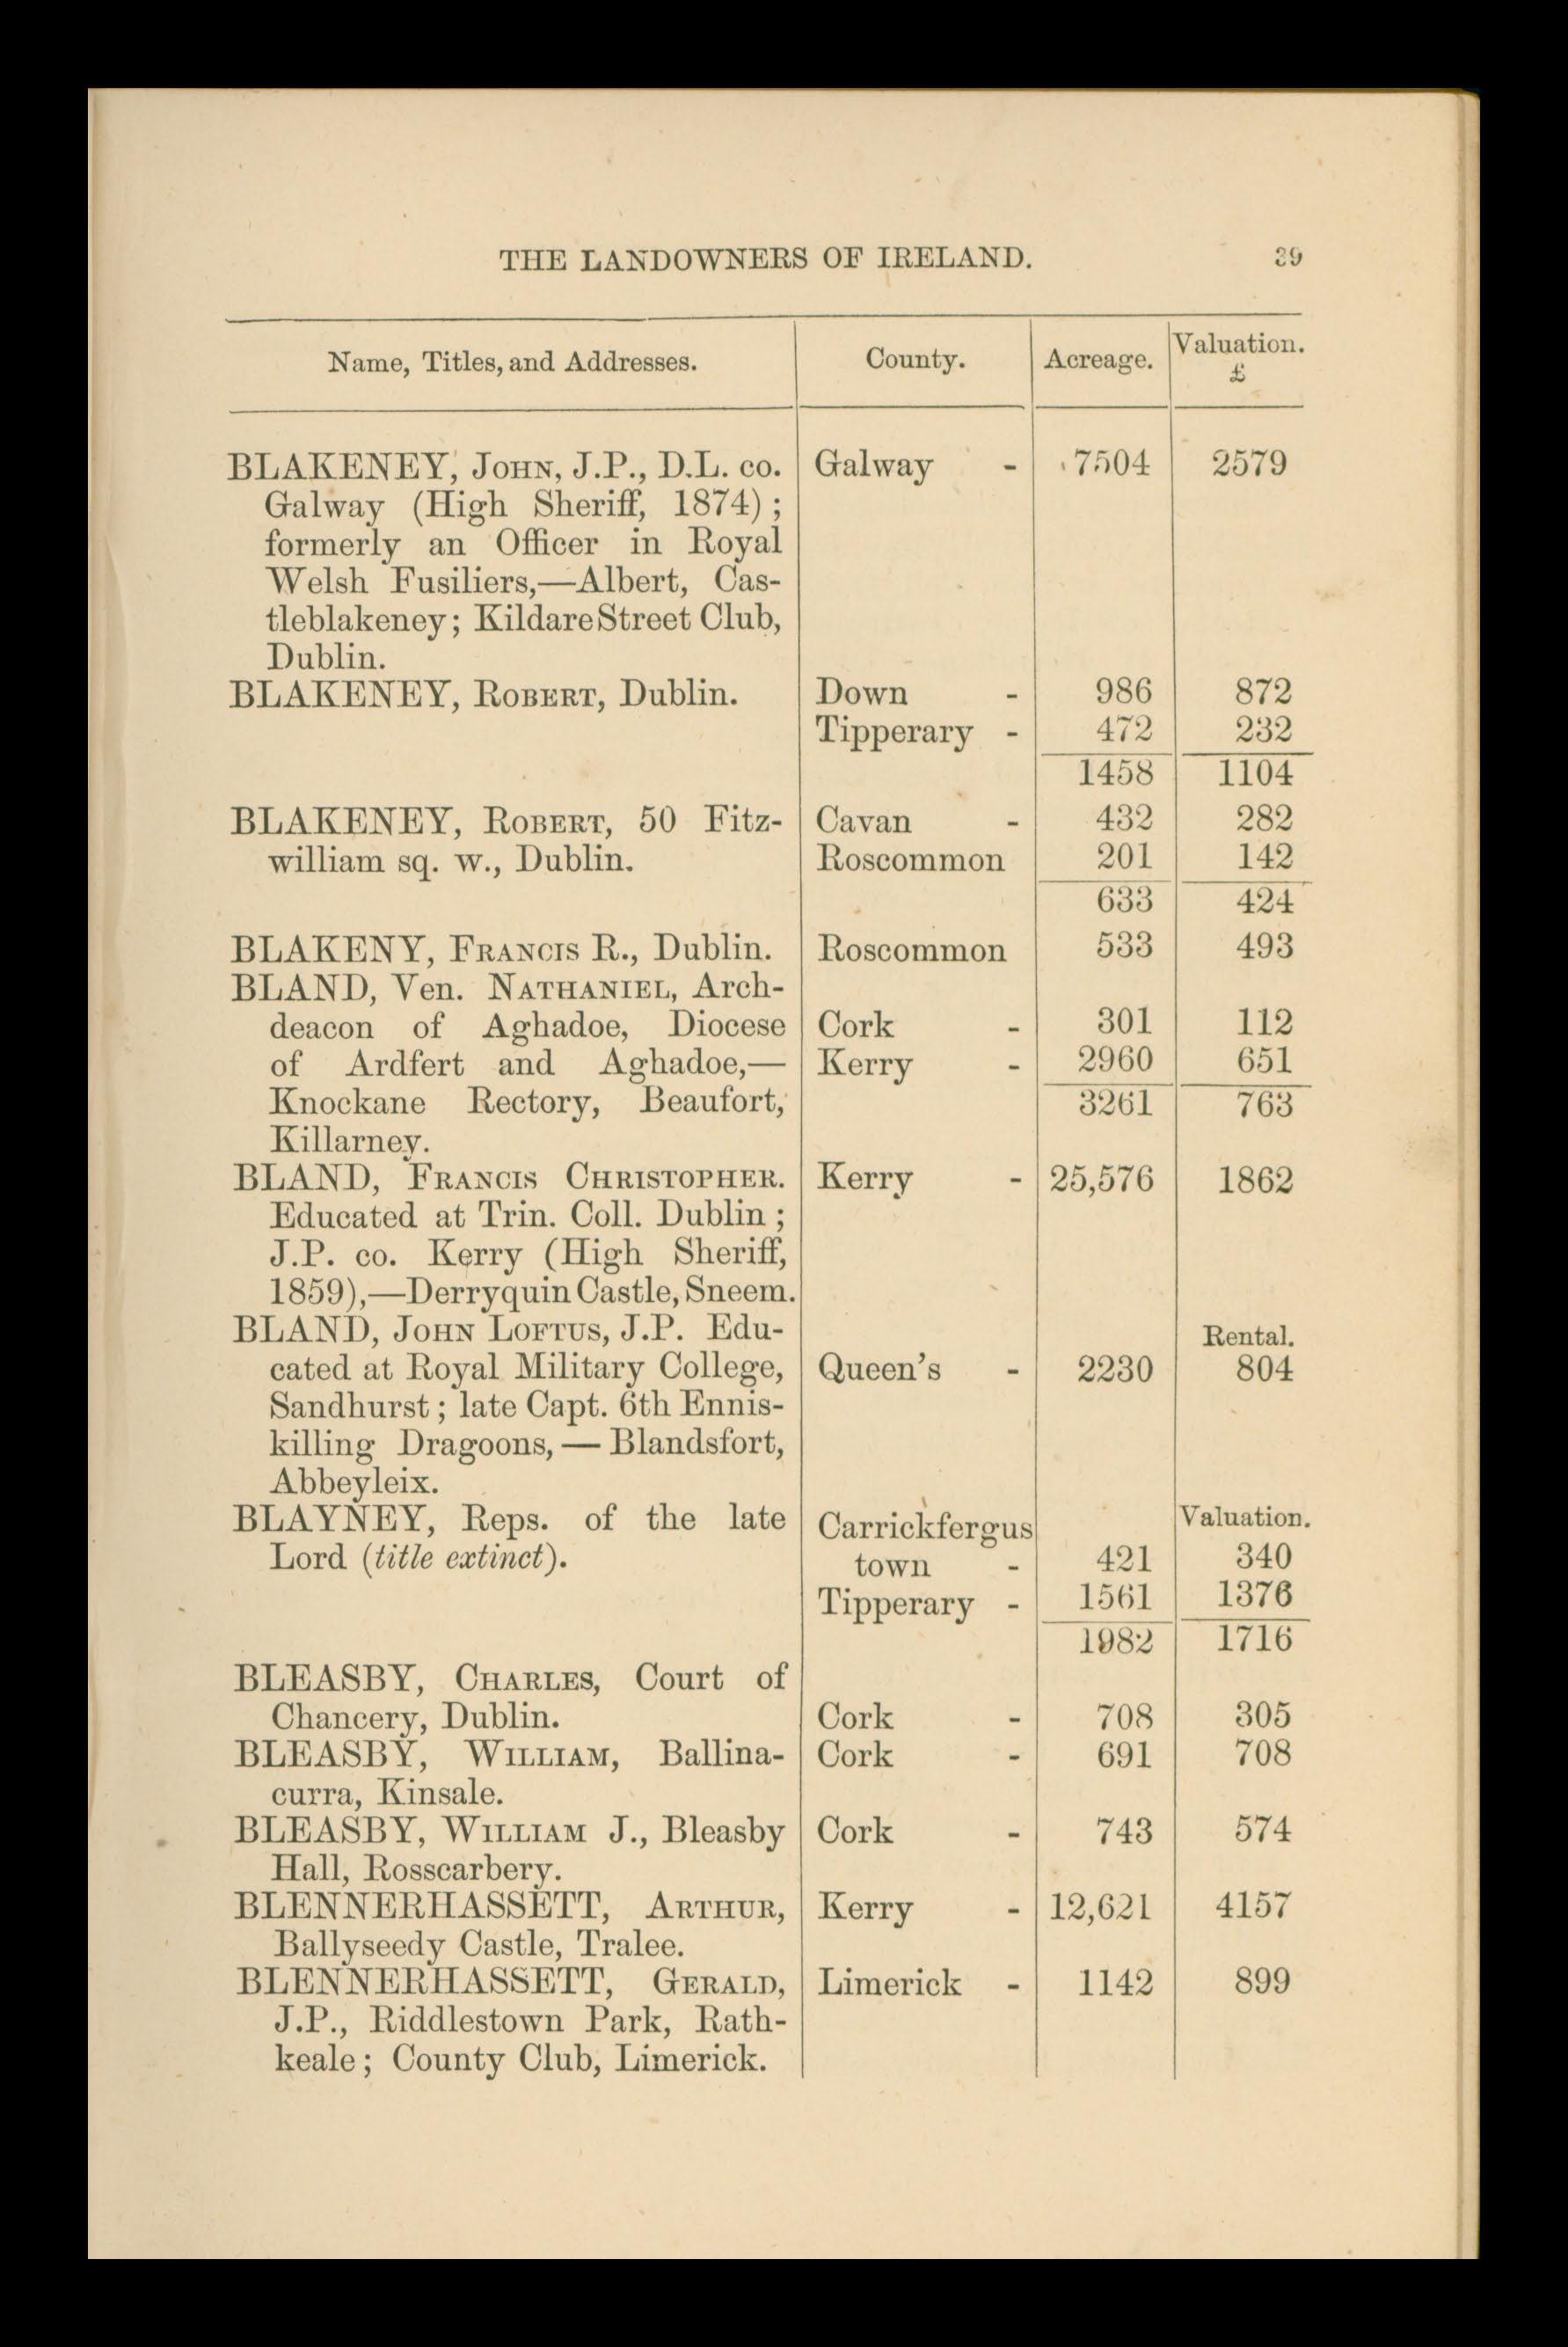 THE LANDOWNERS OF IRELAND. 39
Name, Titles, and Addresses. County. Acreage. Valuation. £
BLAKENEY, JOHN, J.P., D.L. co. Galway - 7504 2579
Galway (High Sheriff, 1874) ;
formerly an Officer in Royal
Welsh Fusiliers,—Albert, Cas-
tleblakeney ; Kildare Street Club,
Dublin.
BLAKENEY, ROBERT, Dublin. Down - 986 872
Tipperary - 472 232
1458 1104
BLAKENEY, ROBERT, 50 Fitz- Cavan - 432 282
william sq. w., Dublin. Roscommon 201 142
633 424
BLAKENY, FRANCIS R., Dublin. Roscommon 533 493
BLAND, Ven. NATHANIEL, Arch-
deacon of Aghadoe, Diocese Cork - 301 112
of Ardfert and Aghadoe,— Kerry - 2960 651
Knockane Rectory, Beaufort, 3261 763
Killarney.
BLAND, FRANCIS CHRISTOPHER. Kerry - 25,576 1862
Educated at Trin. Coll. Dublin ;
J.P. co. Kerry (High Sheriff,
1859),—Derryquin Castle, Sneem.
BLAND, JOHN LOFTUS, J.P. Edu- Rental.
cated at Royal Military College, Queen's - 2230 804
Sandhurst ; late Capt. 6th Ennis-
killing Dragoons, — Blandsfort,
Abbeyleix.
BLAYNEY, Reps. of the late Carrickfergus Valuation.
Lord (title extinct). town - 421 340
Tipperary - 1561 1376
1982 1716
BLEASBY, CHARLES, Court of
Chancery, Dublin. Cork - 708 305
BLEASBY, WILLIAM, Ballina- Cork - 691 708
curra, Kinsale.
BLEASBY, WILLIAM J., Bleasby Cork - 743 574
Hall, Rosscarbery.
BLENNERHASSETT, ARTHUR, Kerry - 12,621 4157
Ballyseedy Castle, Tralee.
BLENNERHASSETT, GERALD, Limerick - 1142 899
J.P., Riddlestown Park, Rath-
keale ; County Club, Limerick.